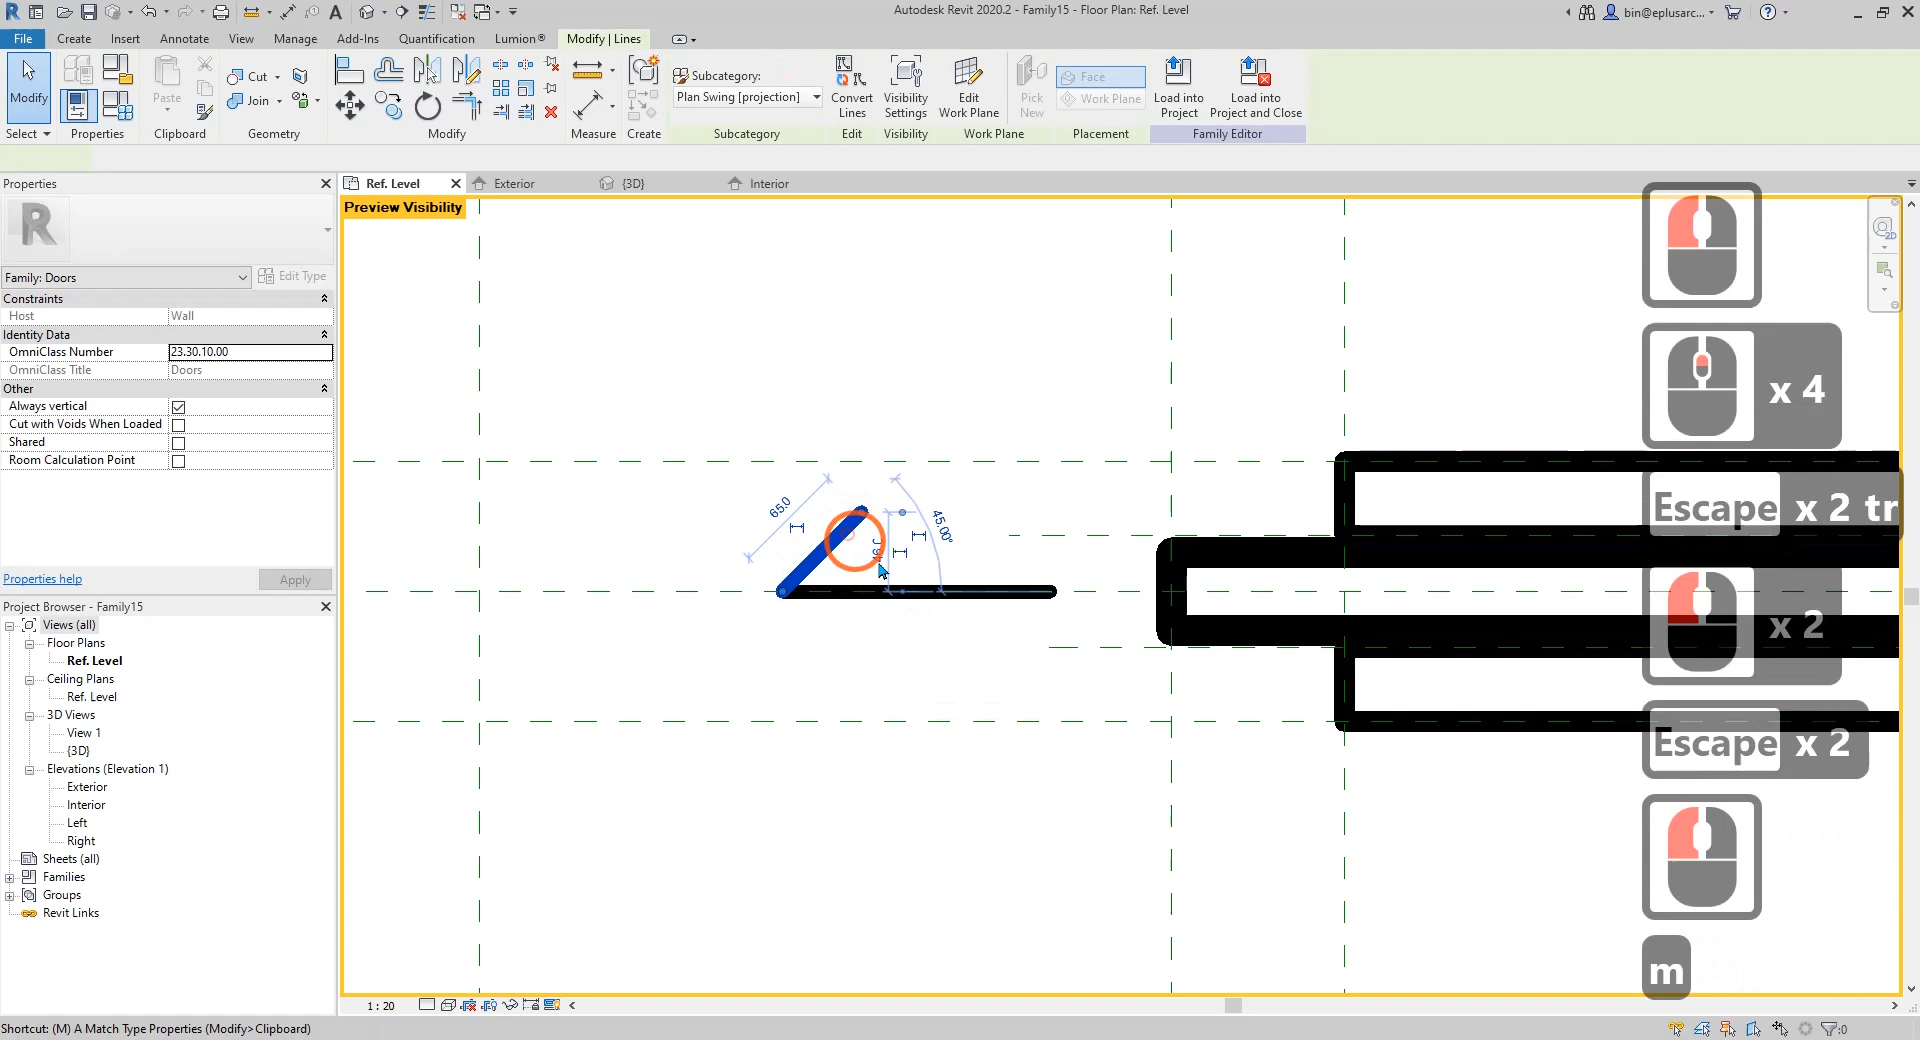 Autodesk Revit 2020.2 - Family15 - Floor Plan: Ref. Level
bin@eplusarc...
File Create Insert Annotate View Manage Add-Ins Quantification Lumion® Modify | Lines
Modify
Select
Properties
Paste
Clipboard
Cut
Join
Geometry
Modify
Measure
Create
Subcategory:
Plan Swing [projection]
Subcategory
Convert Lines
Edit
Visibility Settings
Visibility
Edit Work Plane
Work Plane
Pick New
Face
Work Plane
Placement
Load into Project
Load into Project and Close
Family Editor
Properties
Ref. Level
Exterior
{3D}
Interior
Preview Visibility
Family: Doors
Edit Type
Constraints
Host Wall
Identity Data
OmniClass Number 23.30.10.00
OmniClass Title Doors
Other
Always vertical
Cut with Voids When Loaded
Shared
Room Calculation Point
Properties help
Apply
Project Browser - Family15
Views (all)
Floor Plans
Ref. Level
Ceiling Plans
Ref. Level
3D Views
View 1
{3D}
Elevations (Elevation 1)
Exterior
Interior
Left
Right
Sheets (all)
Families
Groups
Revit Links
65.0
45.00°
2D
x 4
Escape x 2 tr
x 2
Escape x 2
m
1 : 20
Shortcut: (M) A Match Type Properties (Modify>Clipboard)
:0